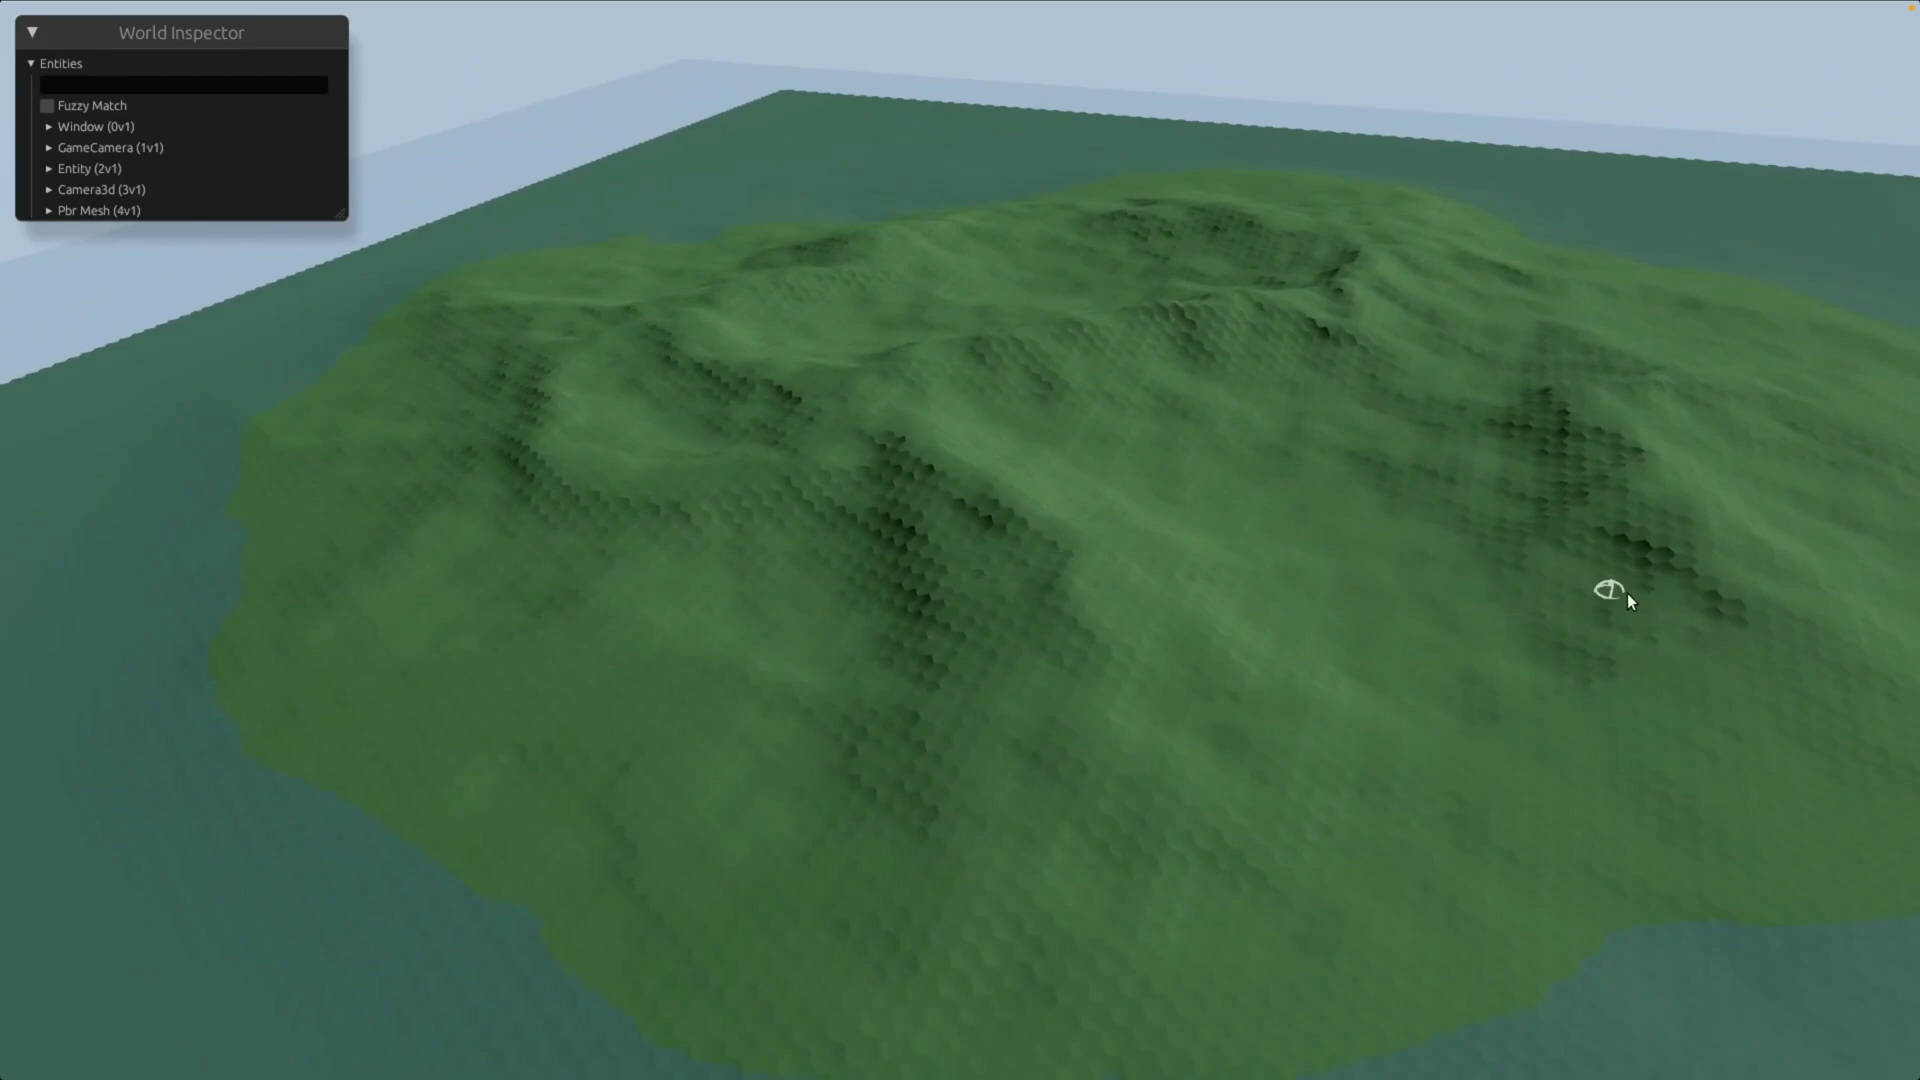 World Inspector
Entities
Fuzzy Match
Window (0v1)
GameCamera (1v1)
Entity (2v1)
Camera3d (3v1)
Pbr Mesh (4v1)